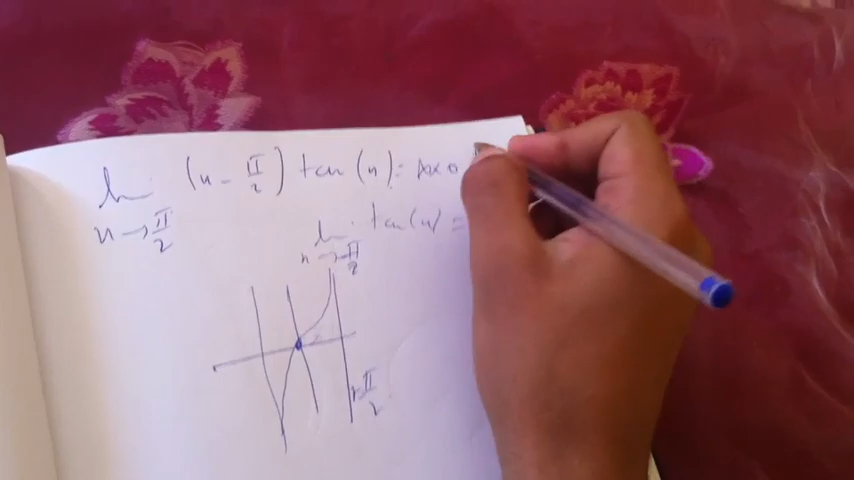 lim (x - π/2) tan(x) = ∞ x 0
x → π/2
lim tan(x) =
x → π/2
π/2